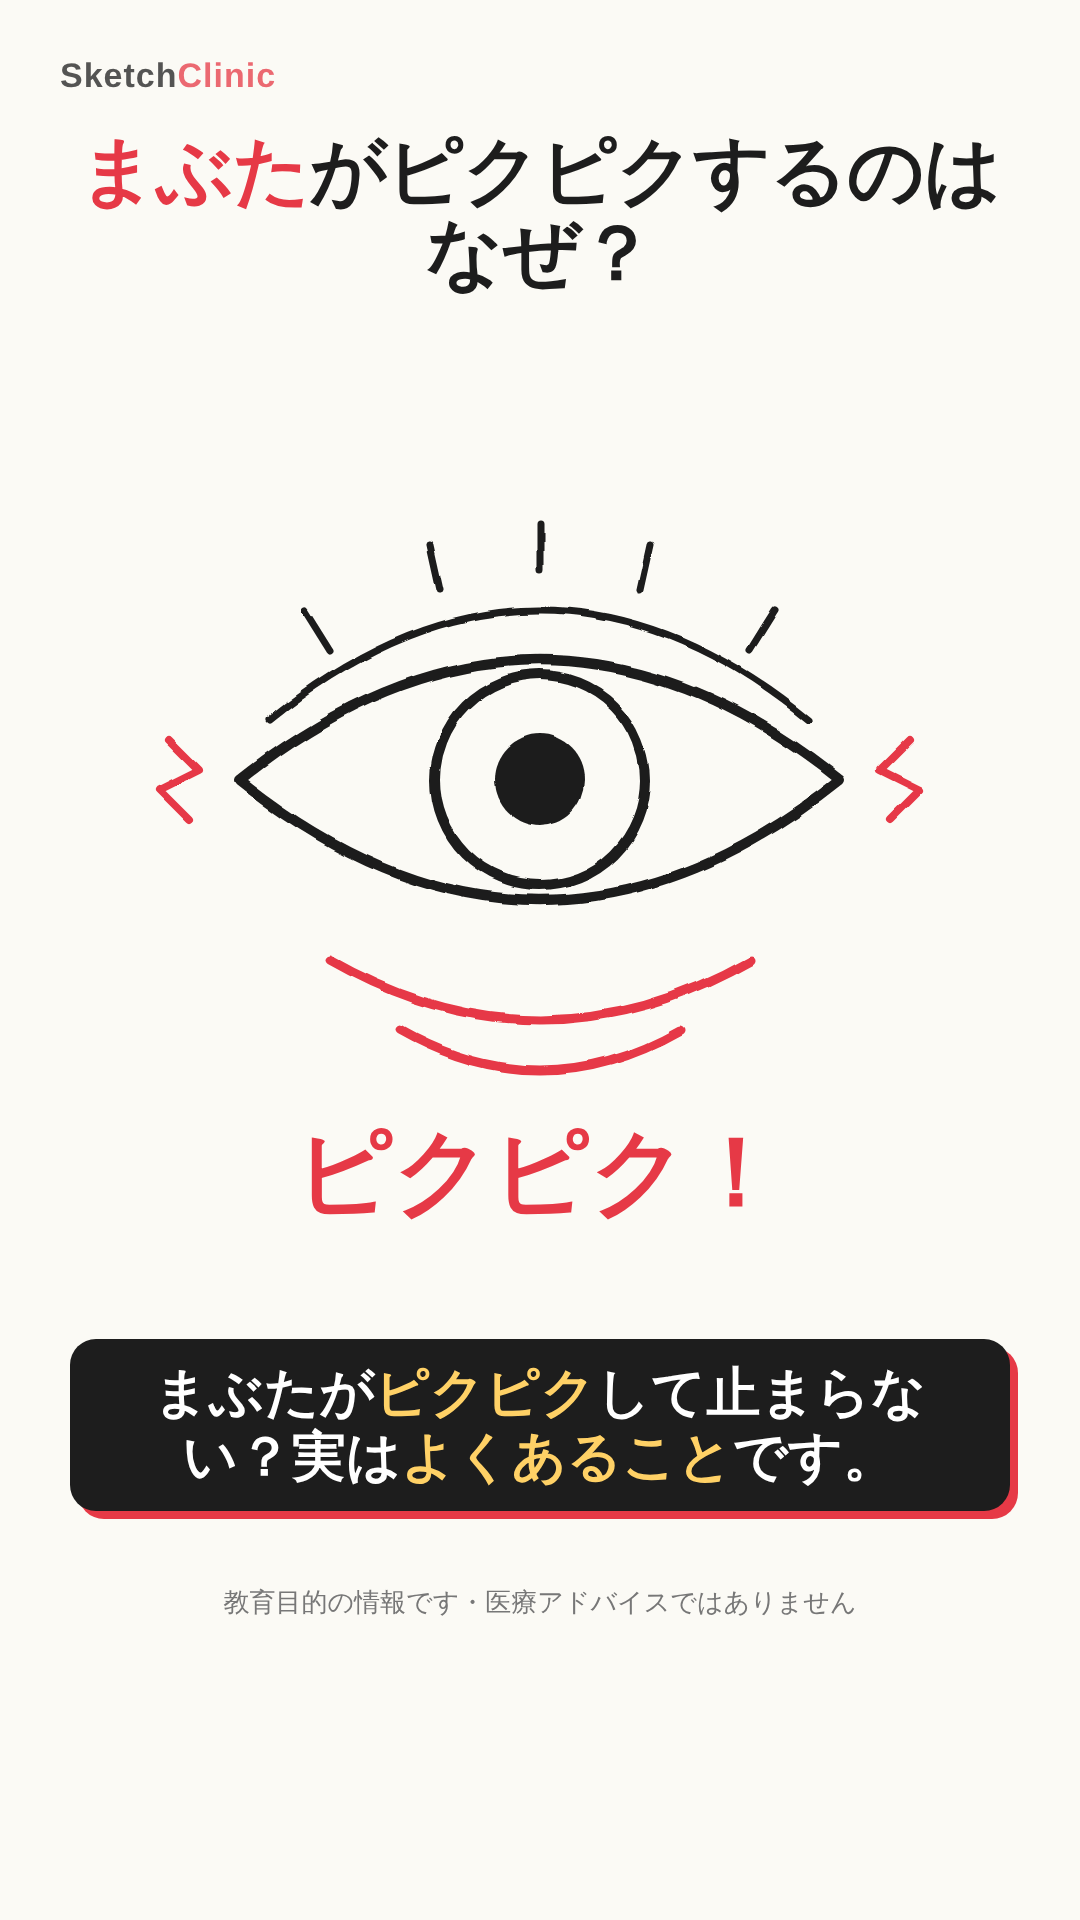 SketchClinic
まぶたがピクピクするのは
なぜ？
ピクピク！
まぶたがピクピクして止まらな
い？実はよくあることです。
教育目的の情報です・医療アドバイスではありません